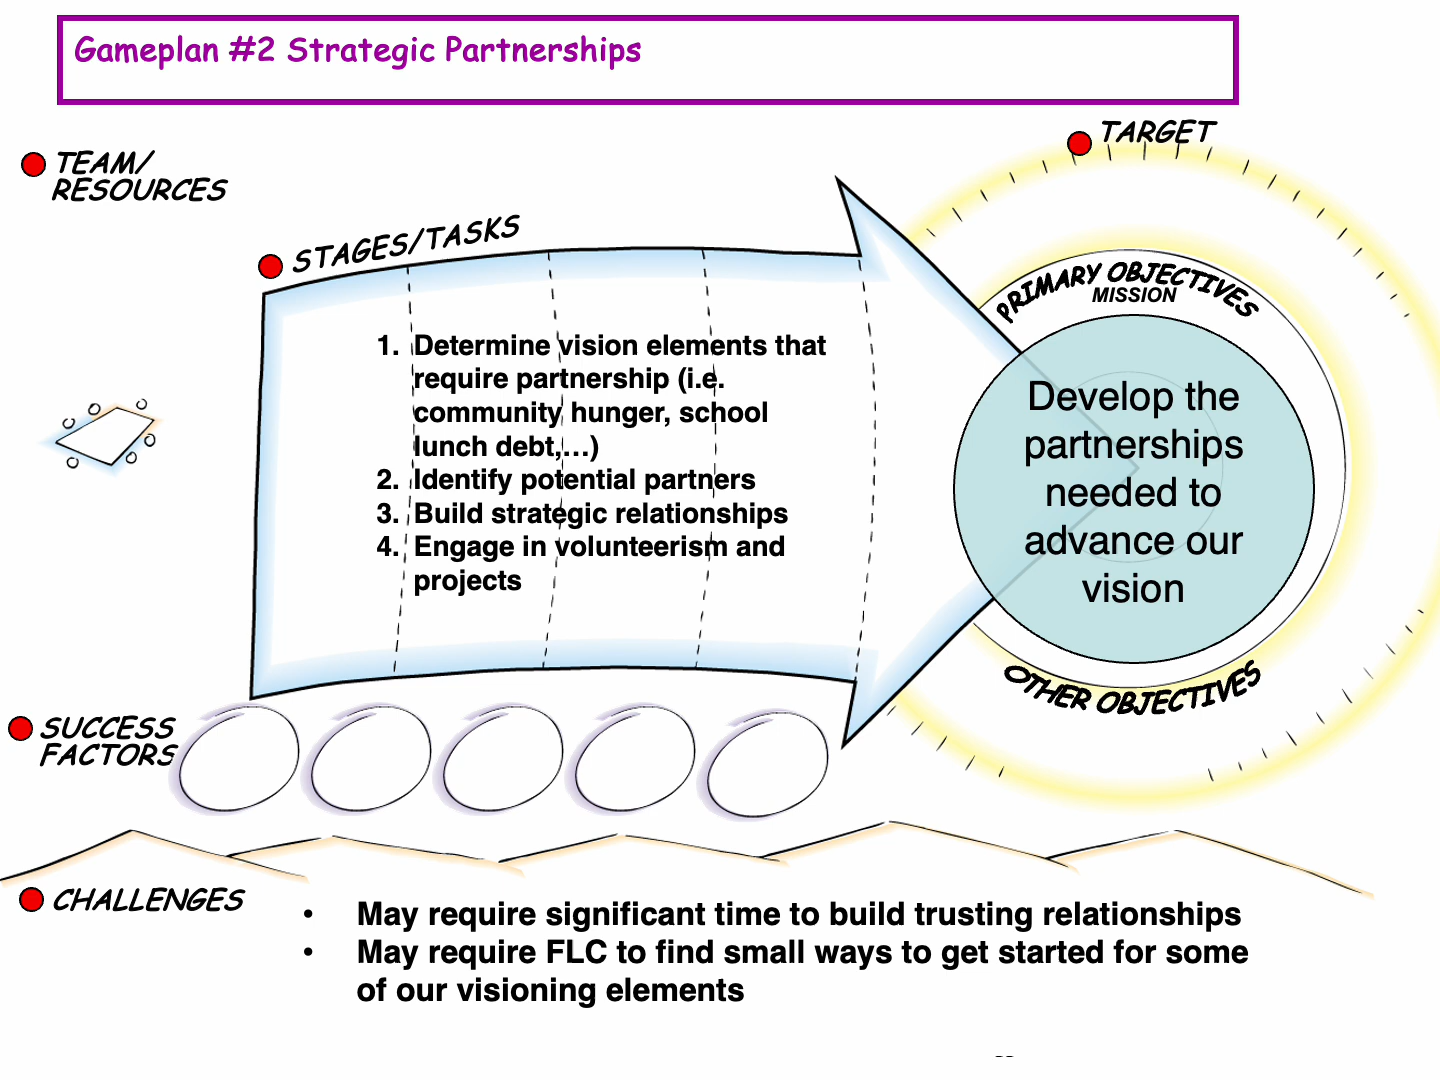 Gameplan #2 Strategic Partnerships
TARGET
TEAM/
RESOURCES
STAGES/TASKS
PRIMARY OBJECTIVES
MISSION
1. Determine vision elements that
require partnership (i.e.
community hunger, school
lunch debt,…)
2. Identify potential partners
3. Build strategic relationships
4. Engage in volunteerism and
projects
Develop the
partnerships
needed to
advance our
vision
OTHER OBJECTIVES
SUCCESS
FACTORS
CHALLENGES
• May require significant time to build trusting relationships
• May require FLC to find small ways to get started for some
of our visioning elements